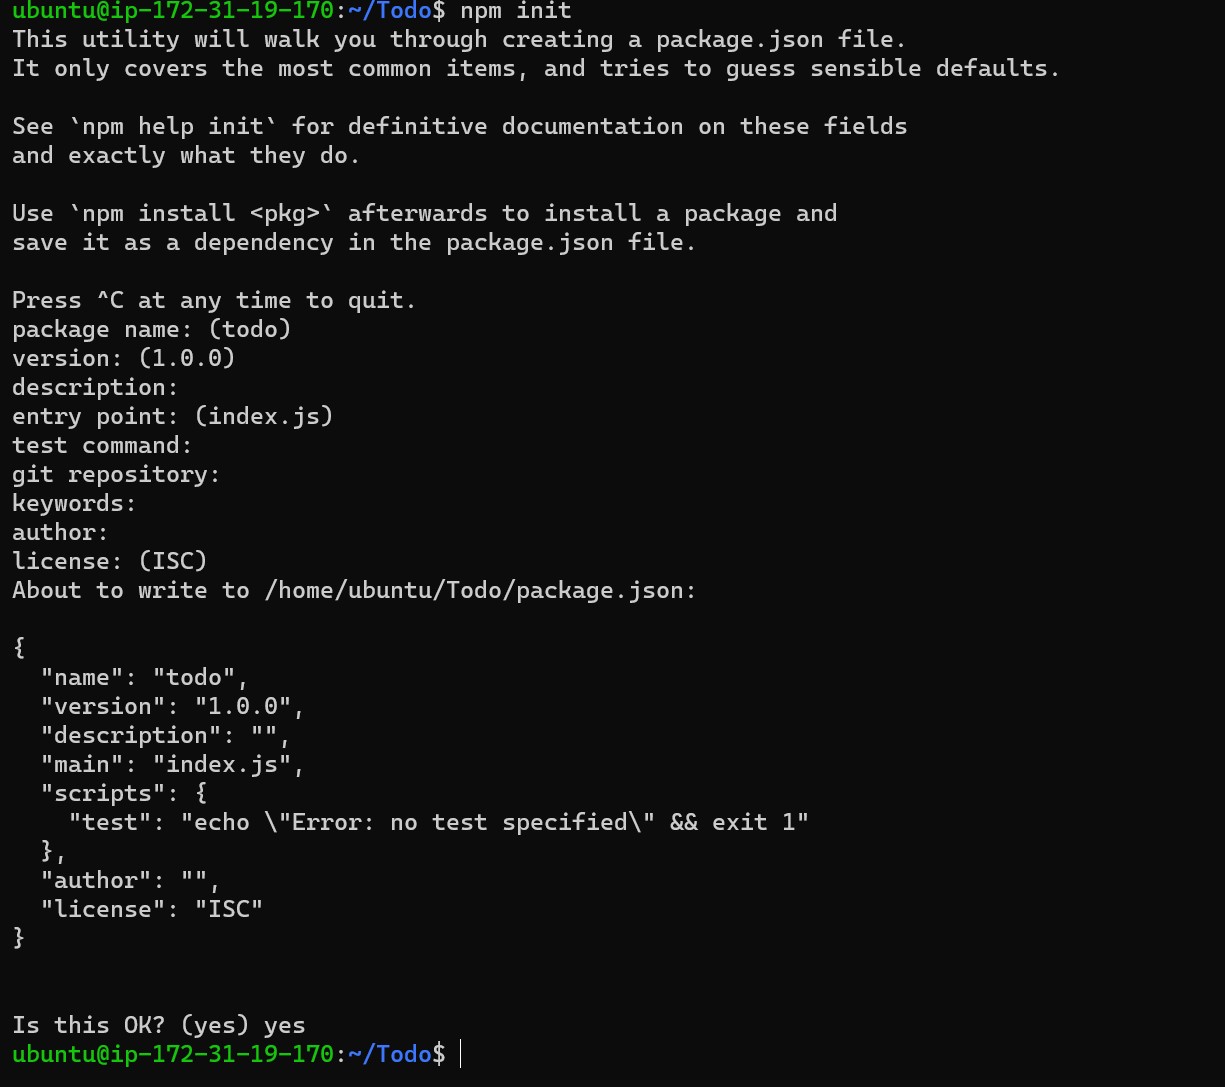 ubuntu@ip-172-31-19-170:~/Todo$ npm init
This utility will walk you through creating a package.json file.
It only covers the most common items, and tries to guess sensible defaults.

See `npm help init` for definitive documentation on these fields
and exactly what they do.

Use `npm install <pkg>` afterwards to install a package and
save it as a dependency in the package.json file.

Press ^C at any time to quit.
package name: (todo)
version: (1.0.0)
description:
entry point: (index.js)
test command:
git repository:
keywords:
author:
license: (ISC)
About to write to /home/ubuntu/Todo/package.json:

{
  "name": "todo",
  "version": "1.0.0",
  "description": "",
  "main": "index.js",
  "scripts": {
    "test": "echo \"Error: no test specified\" && exit 1"
  },
  "author": "",
  "license": "ISC"
}


Is this OK? (yes) yes
ubuntu@ip-172-31-19-170:~/Todo$